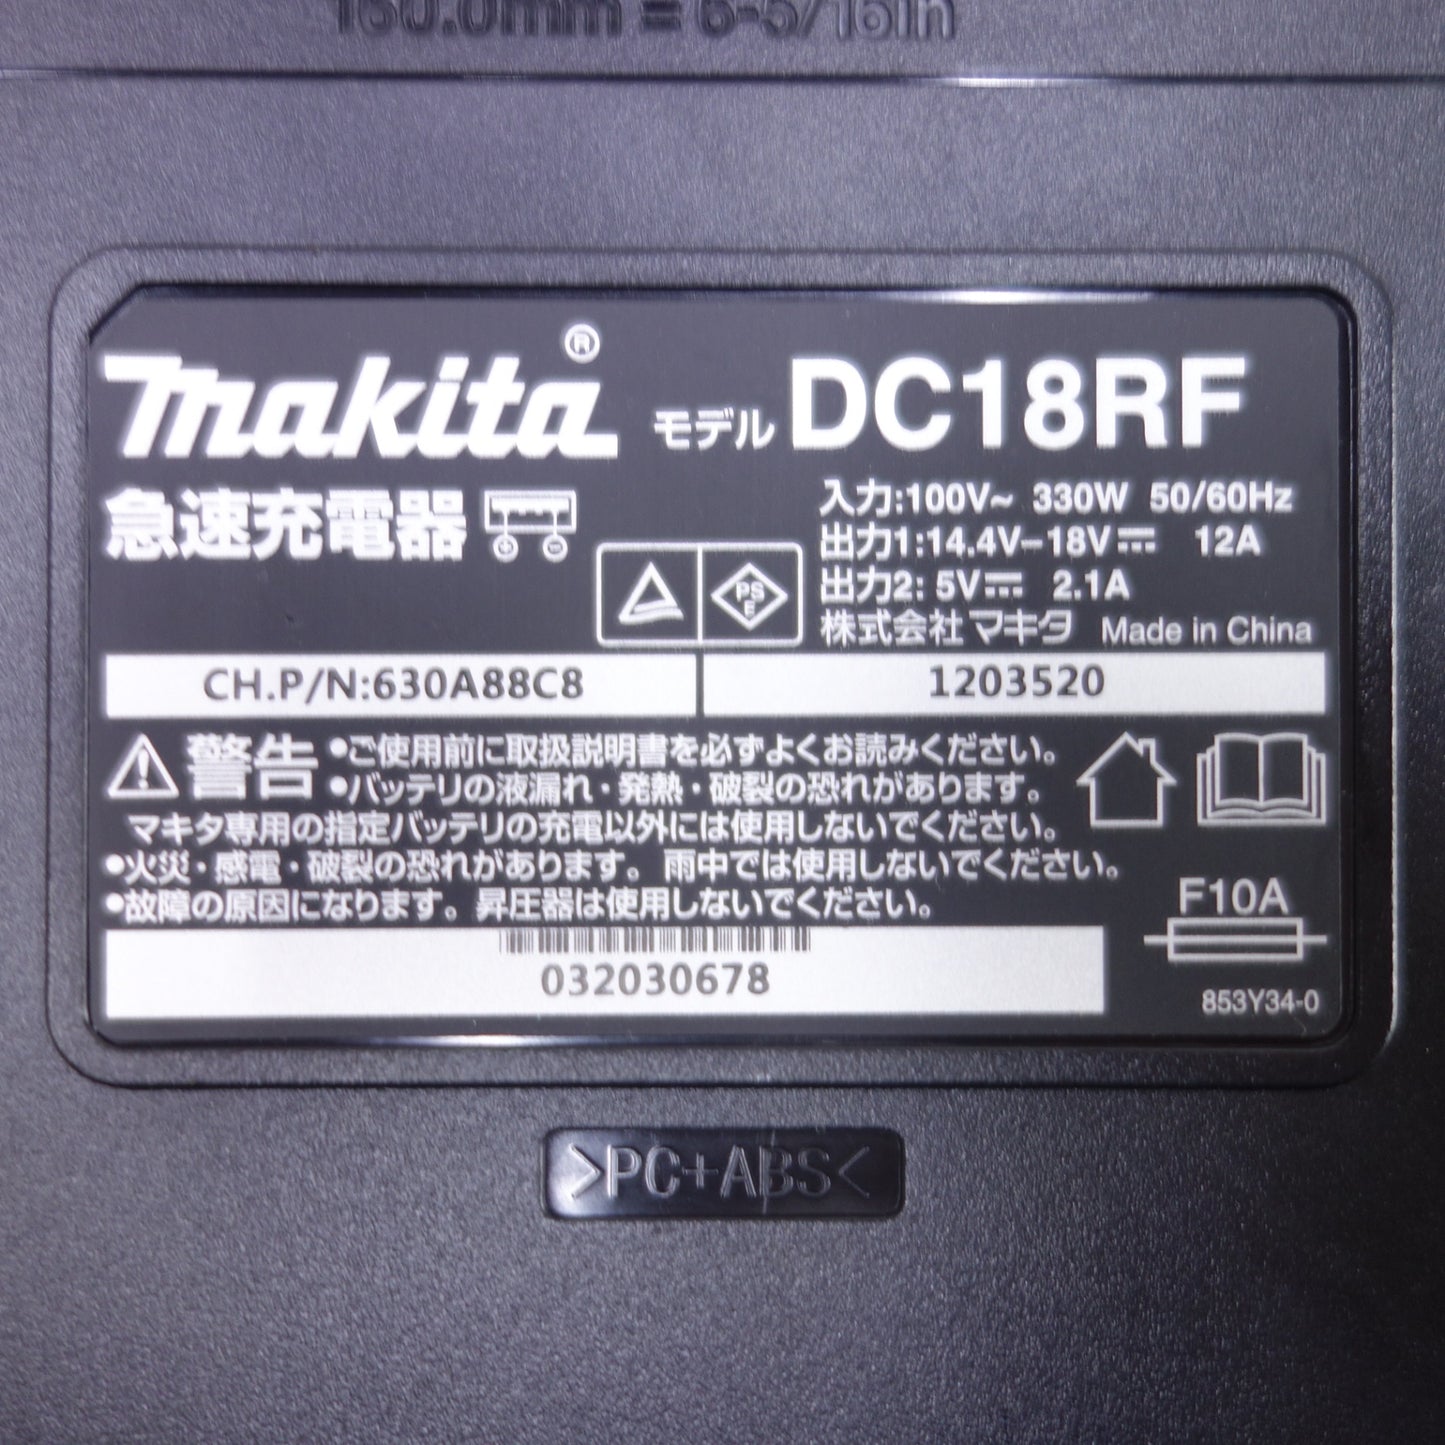 160.0mm = 6-5/16in
makita®
モデル DC18RF
急速充電器
入力:100V~ 330W 50/60Hz
出力1:14.4V–18V⎓ 12A
出力2: 5V⎓ 2.1A
株式会社マキタ Made in China
PS
E
CH.P/N:630A88C8
1203520
警告
•ご使用前に取扱説明書を必ずよくお読みください。
•バッテリの液漏れ・発熱・破裂の恐れがあります。
マキタ専用の指定バッテリの充電以外には使用しないでください。
•火災・感電・破裂の恐れがあります。雨中では使用しないでください。
•故障の原因になります。昇圧器は使用しないでください。
F10A
032030678
853Y34-0
>PC+ABS<